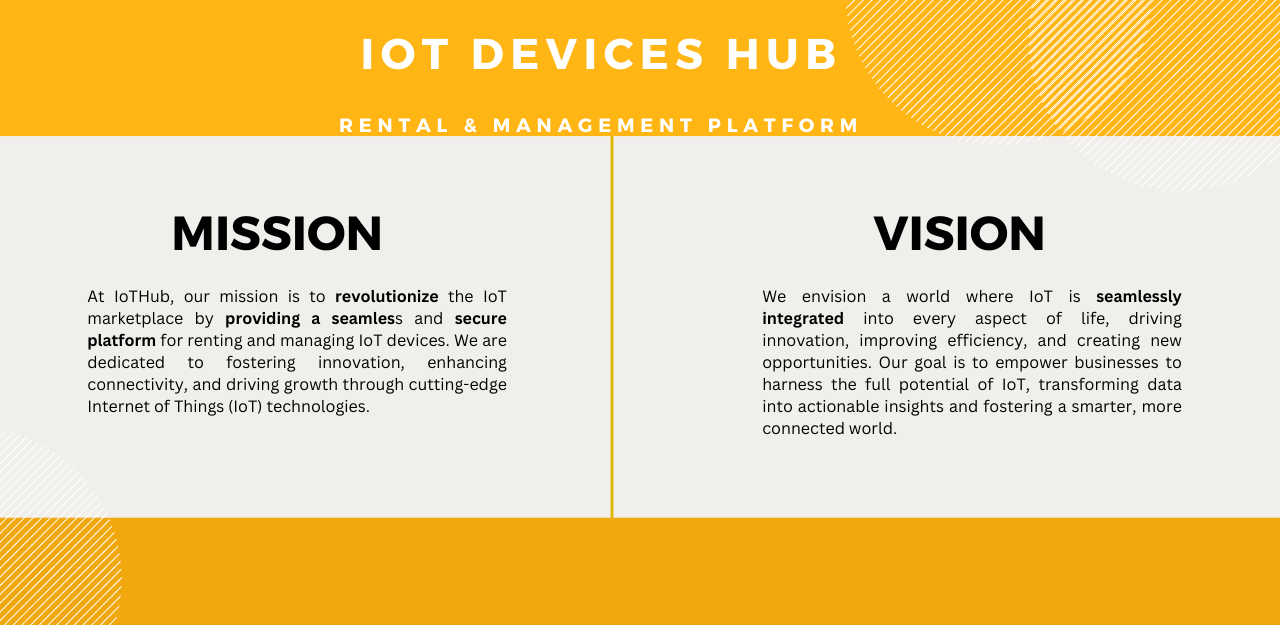 IOT DEVICES HUB
RENTAL & MANAGEMENT PLATFORM
MISSION
At IoTHub, our mission is to revolutionize the IoT
marketplace by providing a seamless and secure
platform for renting and managing IoT devices. We are
dedicated to fostering innovation, enhancing
connectivity, and driving growth through cutting-edge
Internet of Things (IoT) technologies.
VISION
We envision a world where IoT is seamlessly
integrated into every aspect of life, driving
innovation, improving efficiency, and creating new
opportunities. Our goal is to empower businesses to
harness the full potential of IoT, transforming data
into actionable insights and fostering a smarter, more
connected world.